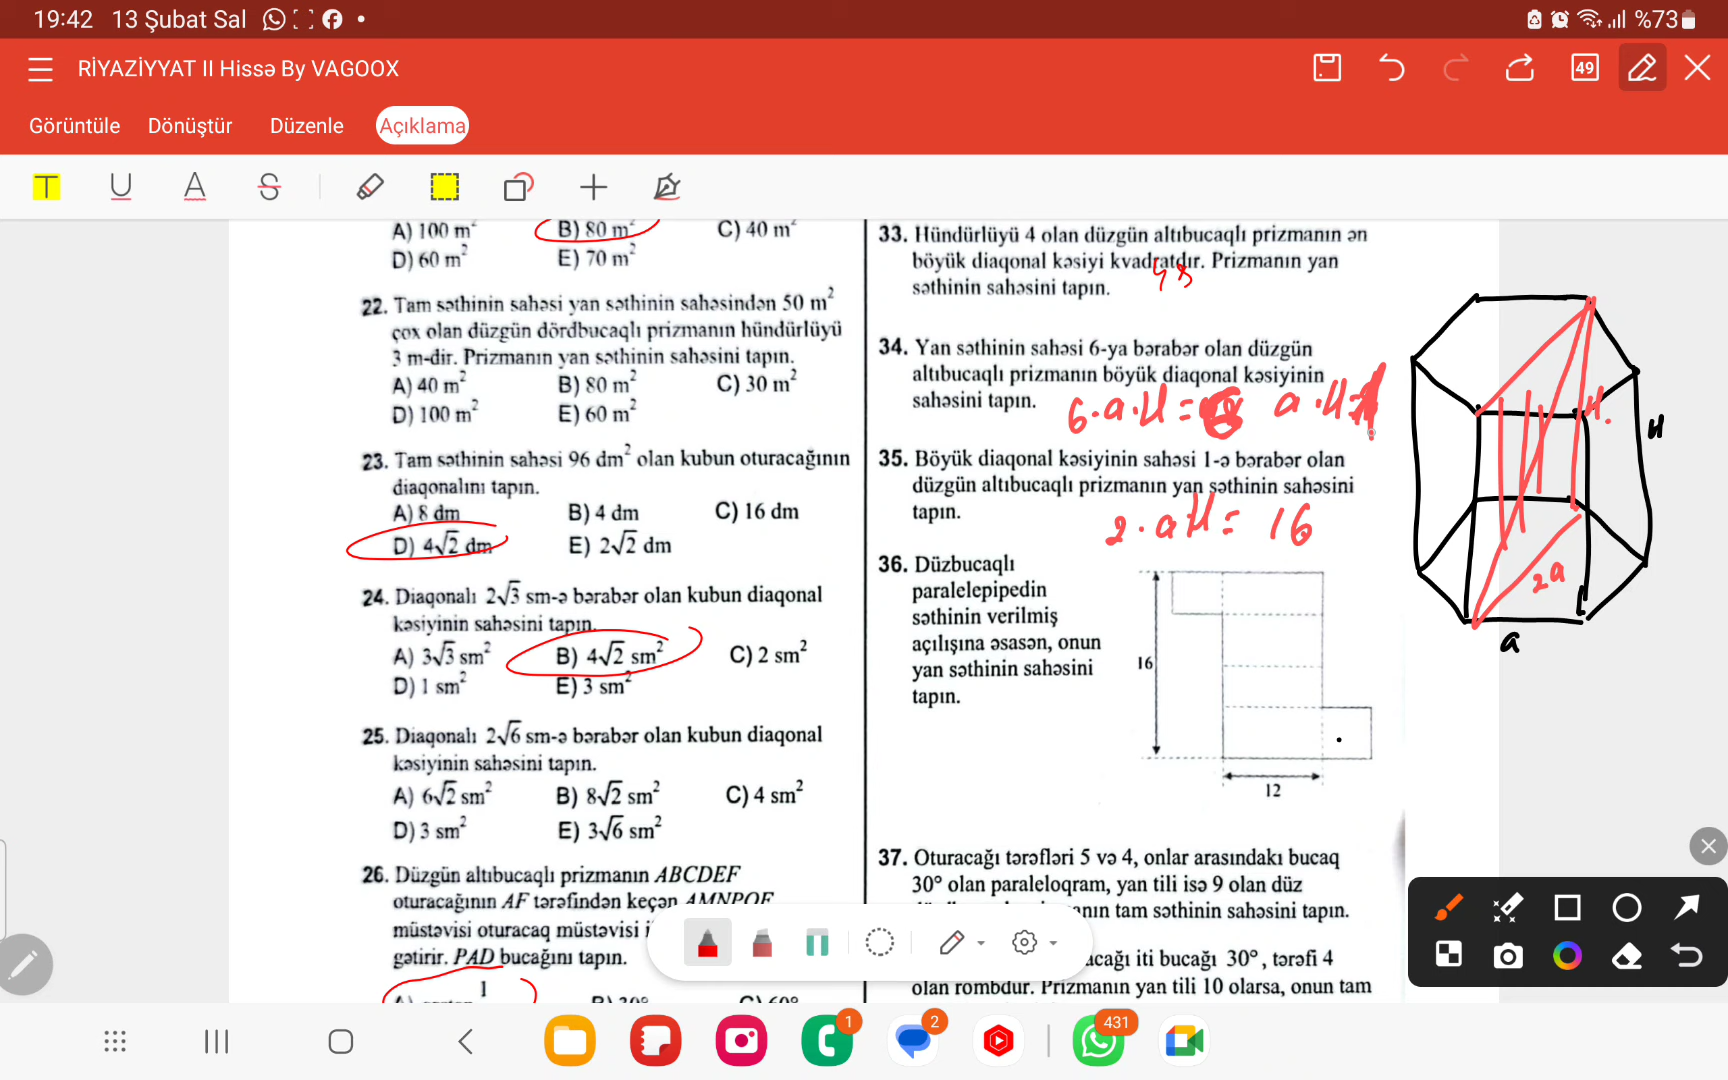 19:42 13 Şubat Sal
%73
RİYAZİYYAT II Hissə By VAGOOX
49
Görüntüle Dönüştür Düzenle Açıklama
T U A S
A) 100 m² B) 80 m² C) 40 m²
D) 60 m² E) 70 m²
22. Tam səthinin sahəsi yan səthinin sahəsindən 50 m²
çox olan düzgün dördbucaqlı prizmanın hündürlüyü
3 m-dir. Prizmanın yan səthinin sahəsini tapın.
A) 40 m² B) 80 m² C) 30 m²
D) 100 m² E) 60 m²
23. Tam səthinin sahəsi 96 dm² olan kubun oturacağının
diaqonalını tapın.
A) 8 dm B) 4 dm C) 16 dm
D) 4√2 dm E) 2√2 dm
24. Diaqonalı 2√3 sm-ə bərabər olan kubun diaqonal
kəsiyinin sahəsini tapın.
A) 3√3 sm² B) 4√2 sm² C) 2 sm²
D) 1 sm² E) 3 sm²
25. Diaqonalı 2√6 sm-ə bərabər olan kubun diaqonal
kəsiyinin sahəsini tapın.
A) 6√2 sm² B) 8√2 sm² C) 4 sm²
D) 3 sm² E) 3√6 sm²
26. Düzgün altıbucaqlı prizmanın ABCDEF
oturacağının AF tərəfindən keçən AMNPQF
müstəvisi oturacaq müstəvisi i
gətirir. PAD bucağını tapın.
33. Hündürlüyü 4 olan düzgün altıbucaqlı prizmanın ən
böyük diaqonal kəsiyi kvadratdır. Prizmanın yan
səthinin sahəsini tapın.
34. Yan səthinin sahəsi 6-ya bərabər olan düzgün
altıbucaqlı prizmanın böyük diaqonal kəsiyinin
sahəsini tapın.
6·a·H= a·H=
35. Böyük diaqonal kəsiyinin sahəsi 1-ə bərabər olan
düzgün altıbucaqlı prizmanın yan səthinin sahəsini
tapın.
2·aH= 16
36. Düzbucaqlı
paralelepipedin
səthinin verilmiş
açılışına əsasən, onun
yan səthinin sahəsini
tapın.
16
12
H
H
2a
a
37. Oturacağı tərəfləri 5 və 4, onlar arasındakı bucaq
30° olan paraleloqram, yan tili isə 9 olan düz
nın tam səthinin sahəsini tapın.
acağı iti bucağı 30°, tərəfi 4
olan rombdur. Prizmanın yan tili 10 olarsa, onun tam
1
2
431